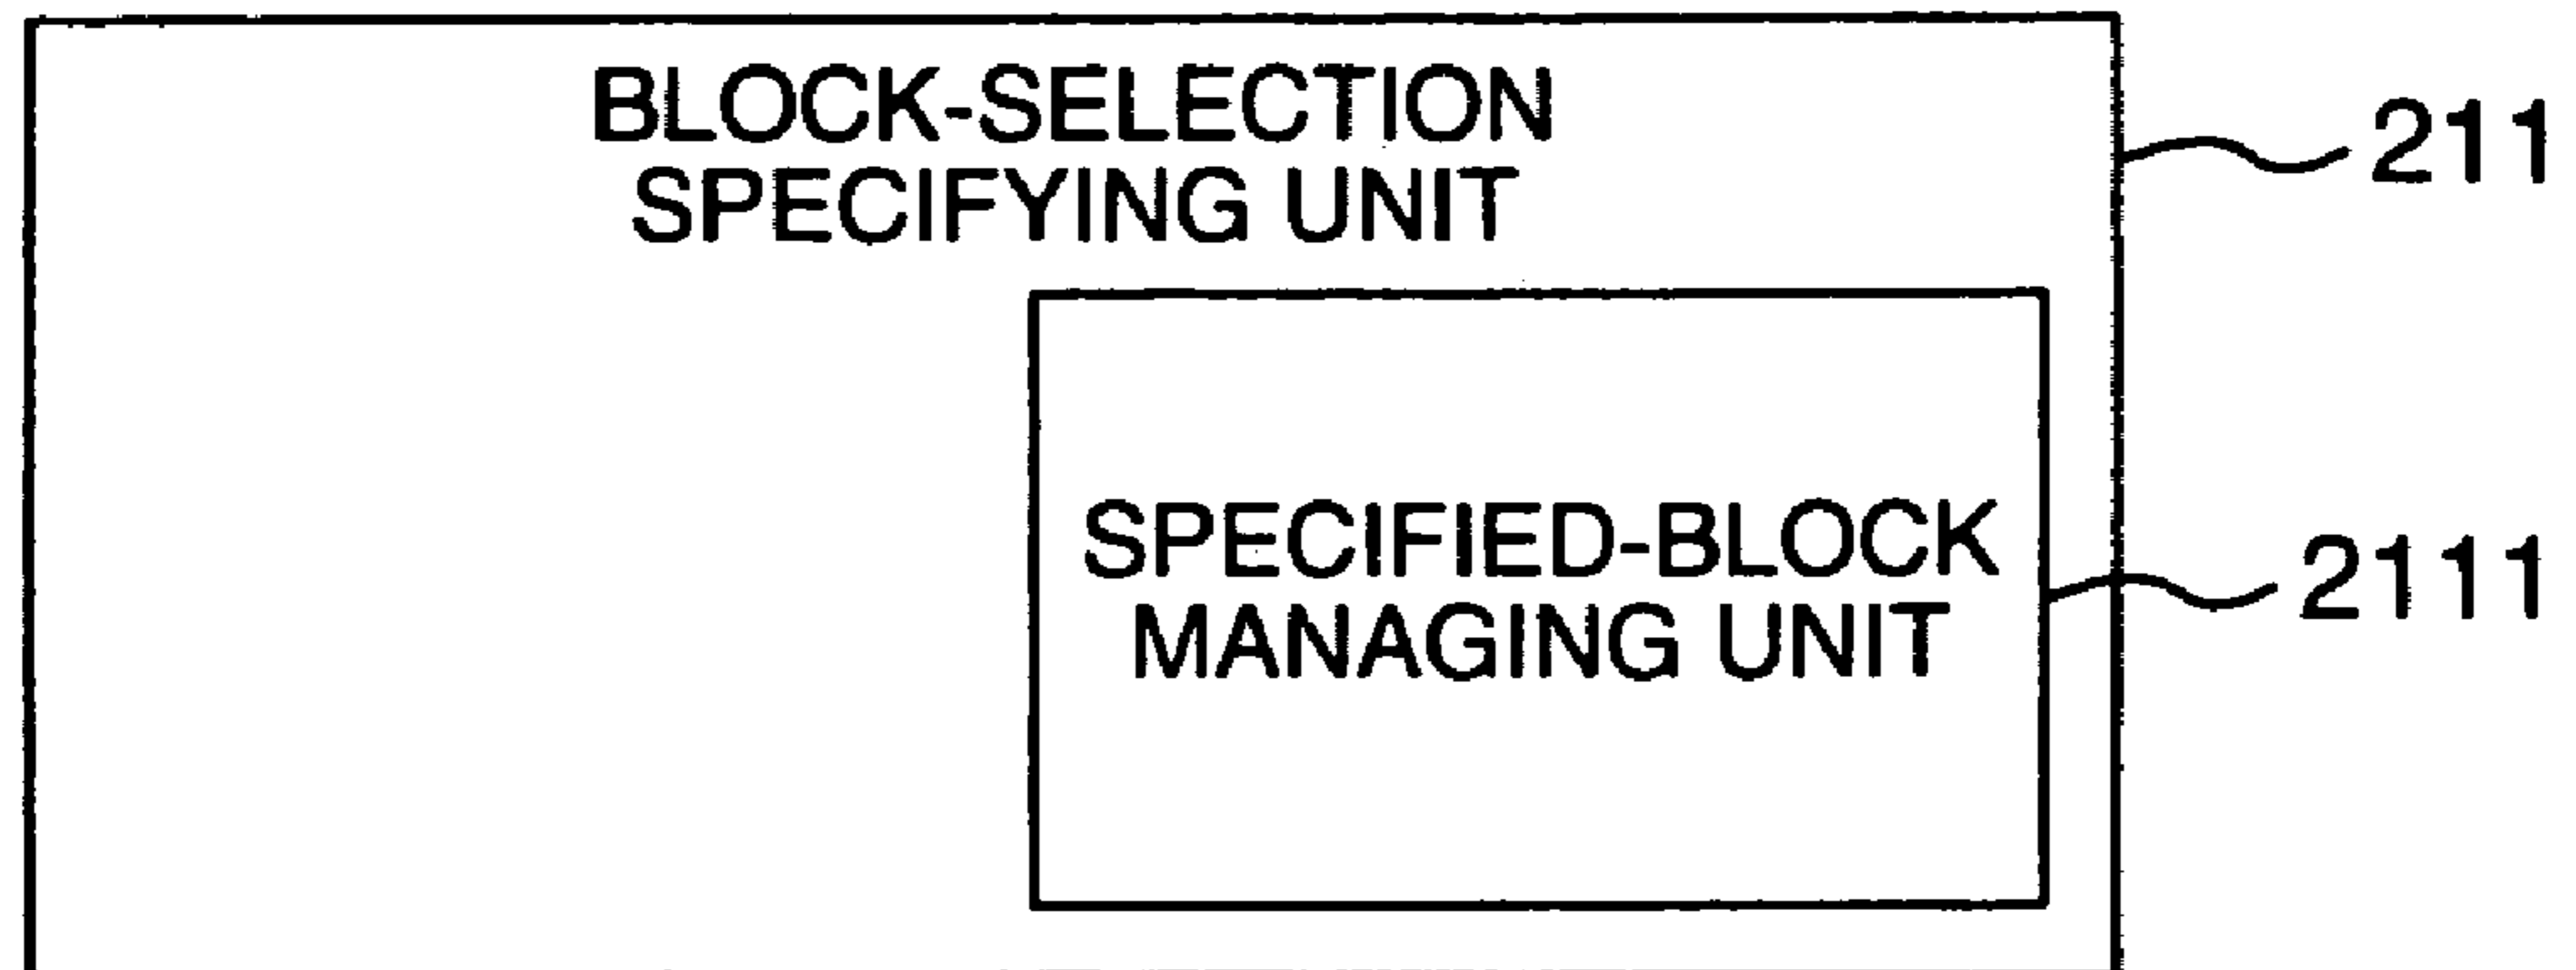 BLOCK-SELECTION
SPECIFYING UNIT
211
SPECIFIED-BLOCK
MANAGING UNIT
2111